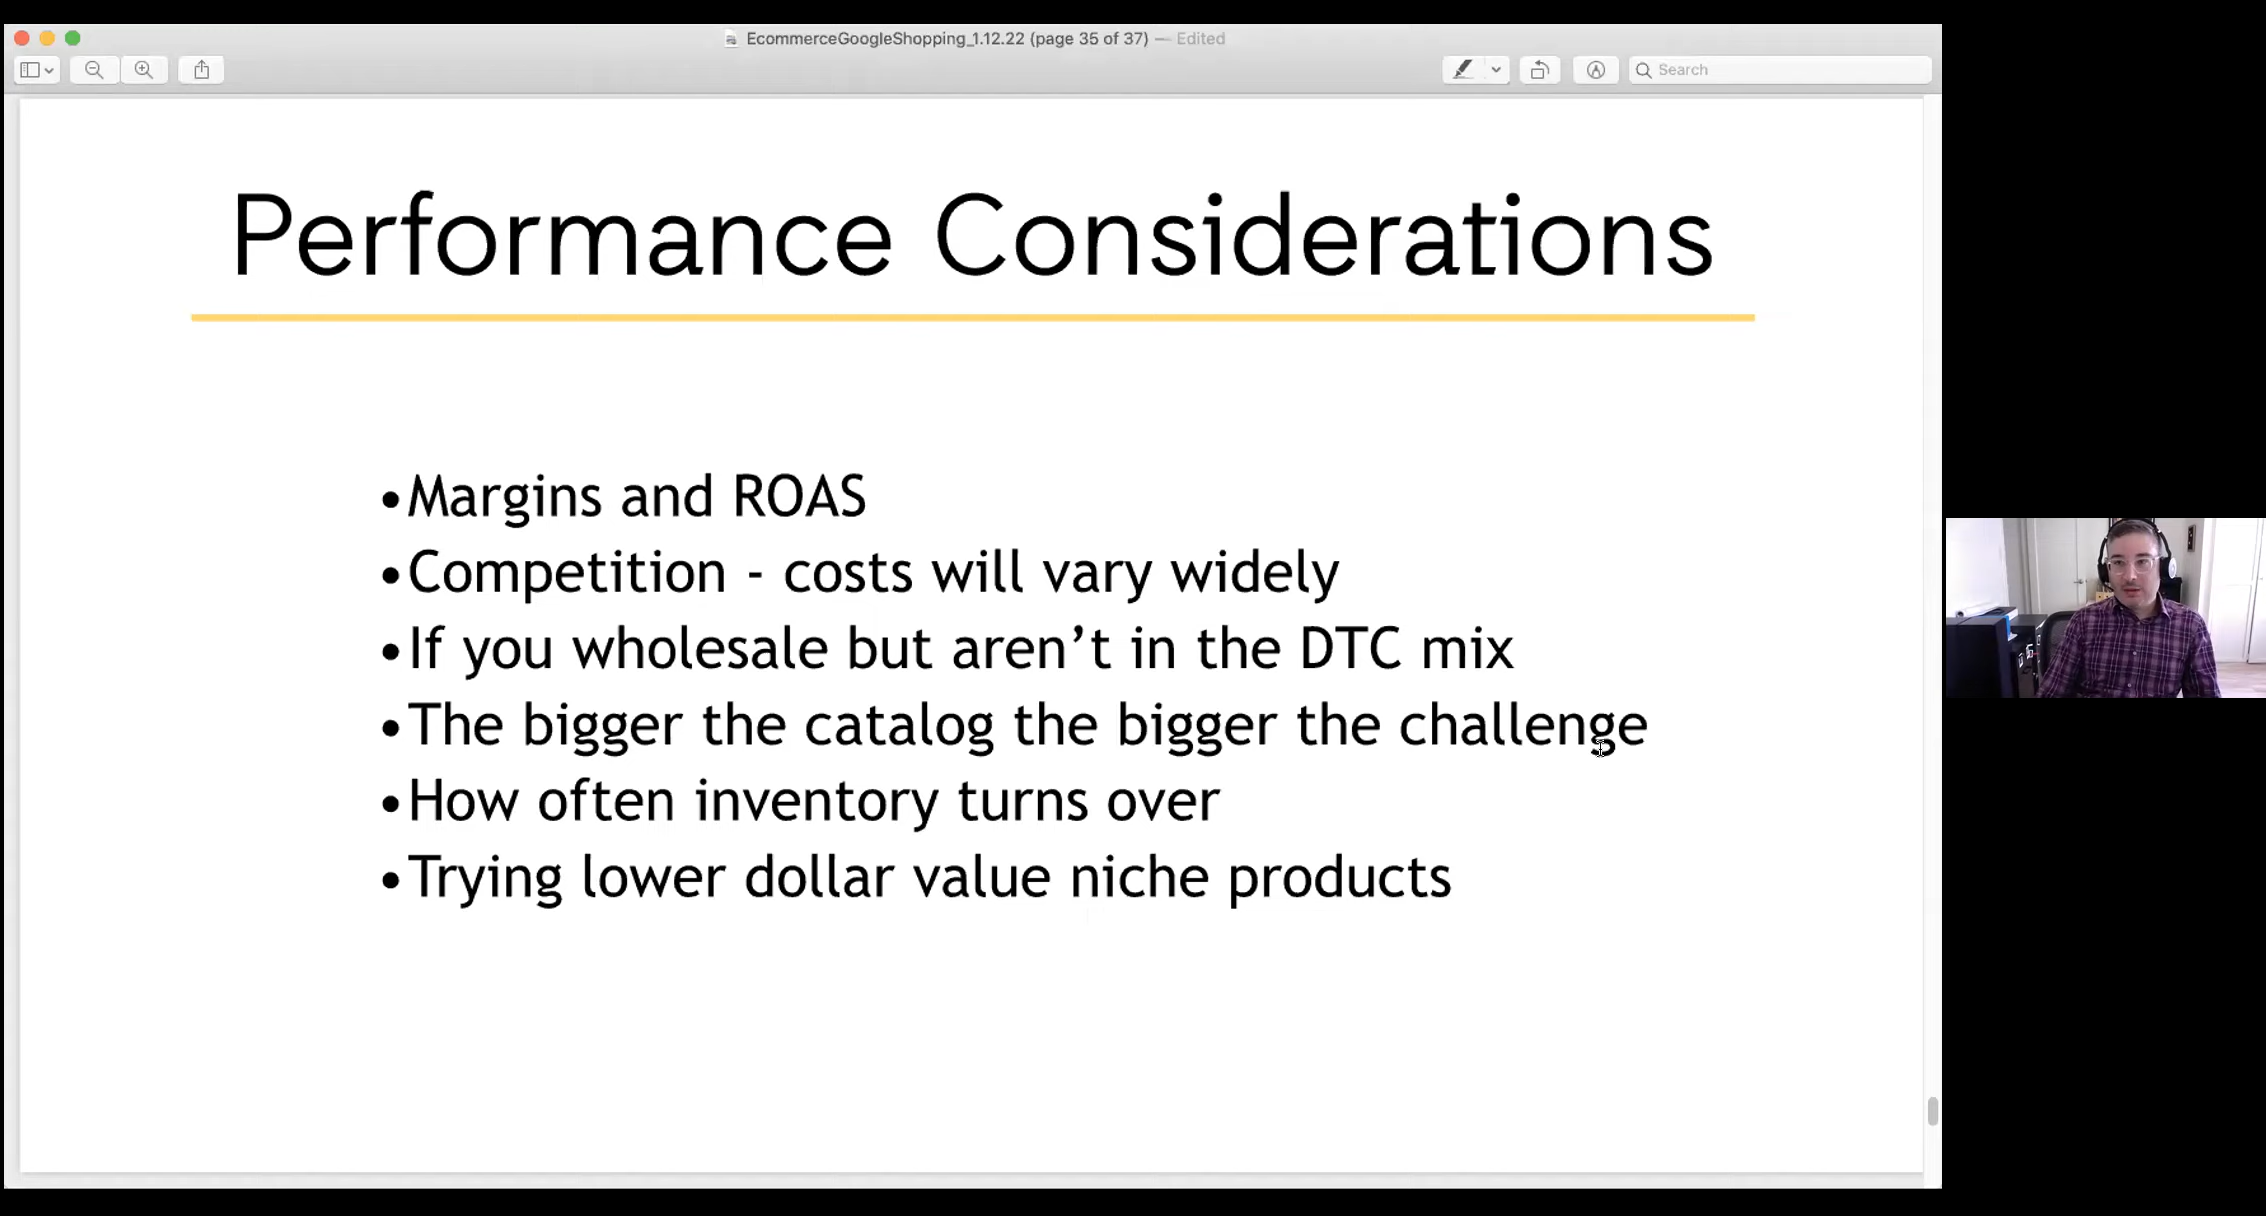 EcommerceGoogleShopping_1.12.22 (page 35 of 37) — Edited
Search
Performance Considerations
•Margins and ROAS
•Competition - costs will vary widely
•If you wholesale but aren’t in the DTC mix
•The bigger the catalog the bigger the challenge
•How often inventory turns over
•Trying lower dollar value niche products